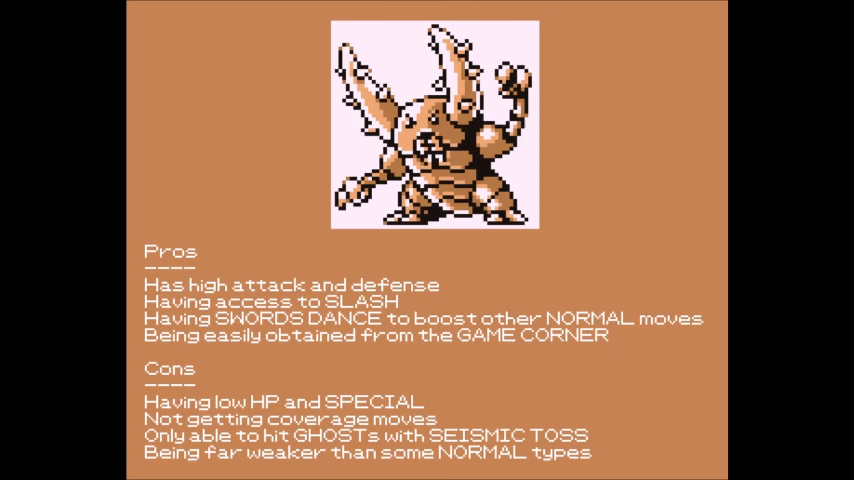 Pros
----
Has high attack and defense
Having access to SLASH
Having SWORDS DANCE to boost other NORMAL moves
Being easily obtained from the GAME CORNER
Cons
----
Having low HP and SPECIAL
Not getting coverage moves
Only able to hit GHOSTs with SEISMIC TOSS
Being far weaker than some NORMAL types